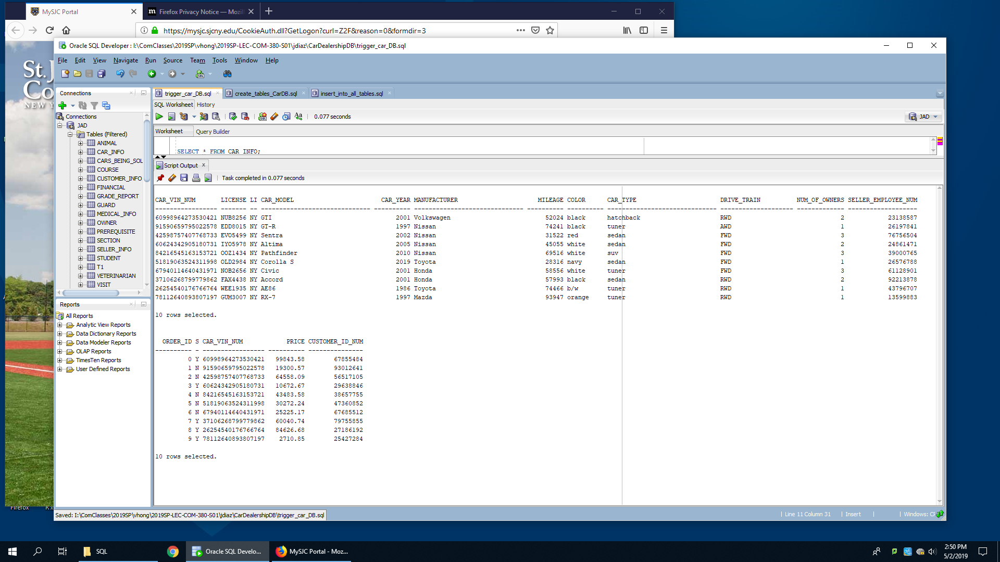 MySJC Portal
Firefox Privacy Notice — Mozil
https://mysjc.sjcny.edu/CookieAuth.dll?GetLogon?curl=Z2F&reason=0&formdir=3
St. J
Co
NEW Y
Oracle SQL Developer : I:\ComClasses\2019SP\vhong\2019SP-LEC-COM-380-S01\jdiaz\CarDealershipDB\trigger_car_DB.sql
File Edit View Navigate Run Source Team Tools Window Help
Connections
trigger_car_DB.sql
create_tables_CarDB.sql
insert_into_all_tables.sql
SQL Worksheet History
0.077 seconds
JAD
Worksheet Query Builder
SELECT * FROM CAR_INFO;
Connections
JAD
Tables (Filtered)
ANIMAL
CAR_INFO
CARS_BEING_SOL
COURSE
CUSTOMER_INFO
FINANCIAL
GRADE_REPORT
GUARD
MEDICAL_INFO
OWNER
PREREQUISITE
SECTION
SELLER_INFO
STUDENT
T1
VETERINARIAN
VISIT
Reports
All Reports
Analytic View Reports
Data Dictionary Reports
Data Modeler Reports
OLAP Reports
TimesTen Reports
User Defined Reports
Script Output
Task completed in 0.077 seconds
CAR_VIN_NUM LICENSE LI CAR_MODEL CAR_YEAR MANUFACTURER MILEAGE COLOR CAR_TYPE DRIVE_TRAIN NUM_OF_OWNERS SELLER_EMPLOYEE_NUM
60998964273530421 NUB8256 NY GTI 2001 Volkswagen 52024 black hatchback RWD 2 23138587
91590659795022578 EDD8015 NY GT-R 1997 Nissan 74241 black tuner AWD 1 26197841
42598757407768733 EVO5499 NY Sentra 2002 Nissan 31522 red sedan FWD 3 76756504
60624342905180731 IYO5978 NY Altima 2005 Nissan 45055 white sedan FWD 2 24861471
84216545163153721 OOZ1434 NY Pathfinder 2010 Nissan 69516 white suv FWD 3 39000765
51819063524311998 OLD2984 NY Corolla S 2019 Toyota 28316 navy sedan FWD 1 26576788
67940114640431971 NOB2656 NY Civic 2001 Honda 58556 white tuner FWD 3 61128901
37106268799779862 FAX4438 NY Accord 2001 Honda 57993 black sedan RWD 2 92213878
26254540176766764 WEE1935 NY AE86 1986 Toyota 74466 b/w tuner RWD 1 43796707
78112640893807197 GUM3007 NY RX-7 1997 Mazda 93947 orange tuner RWD 1 13599883
10 rows selected.
ORDER_ID S CAR_VIN_NUM PRICE CUSTOMER_ID_NUM
0 Y 60998964273530421 99843.58 67855484
1 N 91590659795022578 19300.57 93012641
2 N 42598757407768733 64558.09 56517105
3 Y 60624342905180731 10672.67 29638846
4 N 84216545163153721 43483.58 38657755
5 N 51819063524311998 30272.24 47360852
6 N 67940114640431971 25225.17 67685512
7 Y 37106268799779862 60040.74 79755855
8 Y 26254540176766764 84626.68 27186192
9 Y 78112640893807197 2710.85 25427284
10 rows selected.
Firefox
Saved: I:\ComClasses\2019SP\vhong\2019SP-LEC-COM-380-S01\jdiaz\CarDealershipDB\trigger_car_DB.sql
Line 11 Column 31 Insert Windows:
SQL
Oracle SQL Develo...
MySJC Portal - Moz...
2:50 PM
5/2/2019